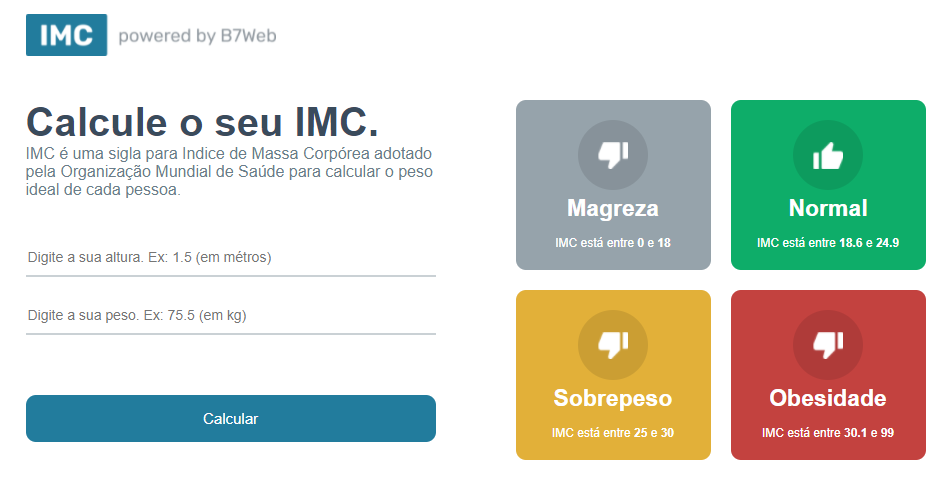 IMC powered by B7Web
Calcule o seu IMC.
IMC é uma sigla para Indice de Massa Corpórea adotado
pela Organização Mundial de Saúde para calcular o peso
ideal de cada pessoa.
Digite a sua altura. Ex: 1.5 (em métros)
Digite a sua peso. Ex: 75.5 (em kg)
Calcular
Magreza
IMC está entre 0 e 18
Normal
IMC está entre 18.6 e 24.9
Sobrepeso
IMC está entre 25 e 30
Obesidade
IMC está entre 30.1 e 99